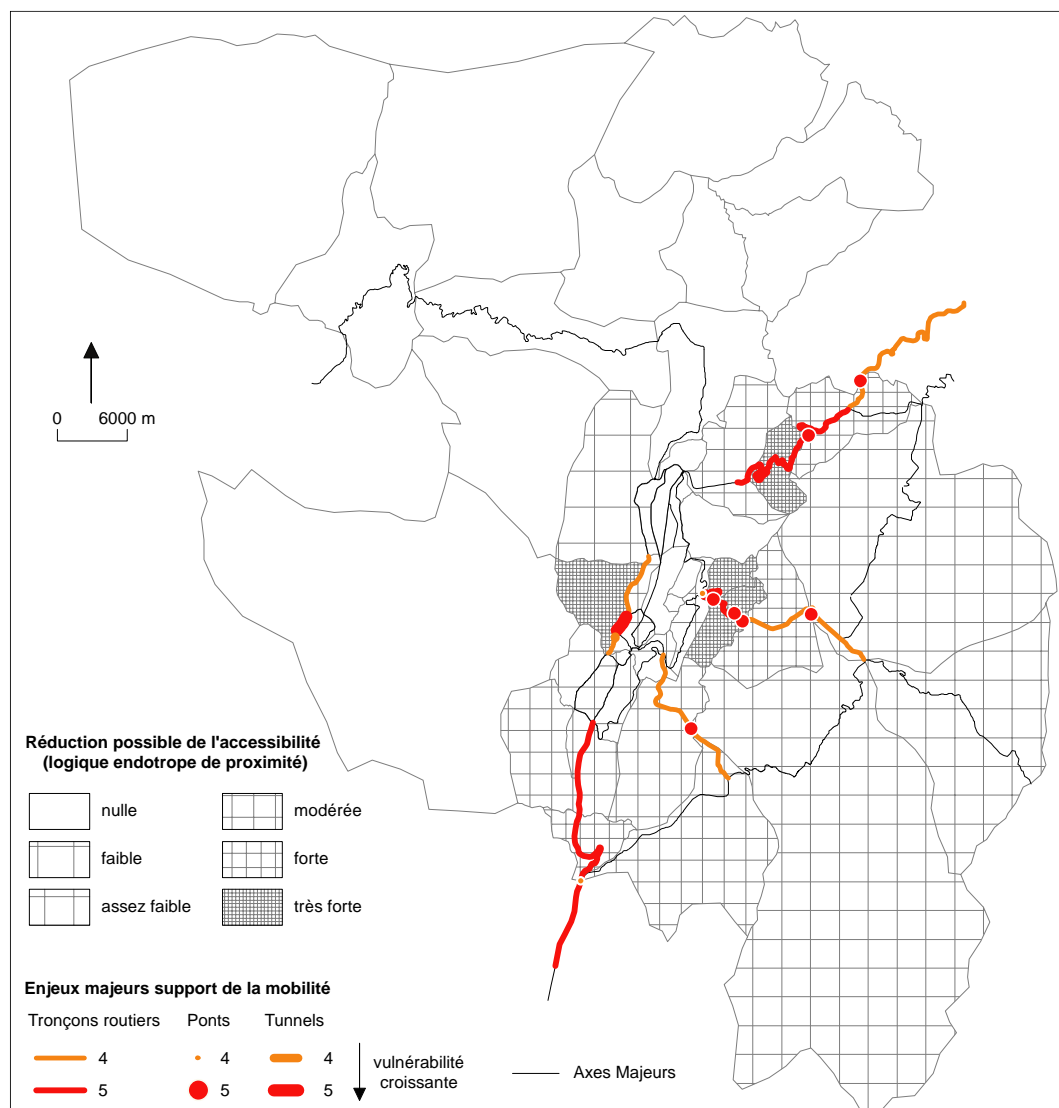 0 6000 m
Réduction possible de l'accessibilité
(logique endotrope de proximité)
nulle modérée
faible forte
assez faible très forte
Enjeux majeurs support de la mobilité
Tronçons routiers Ponts Tunnels
4 4 4
5 5 5
vulnérabilité
croissante
Axes Majeurs